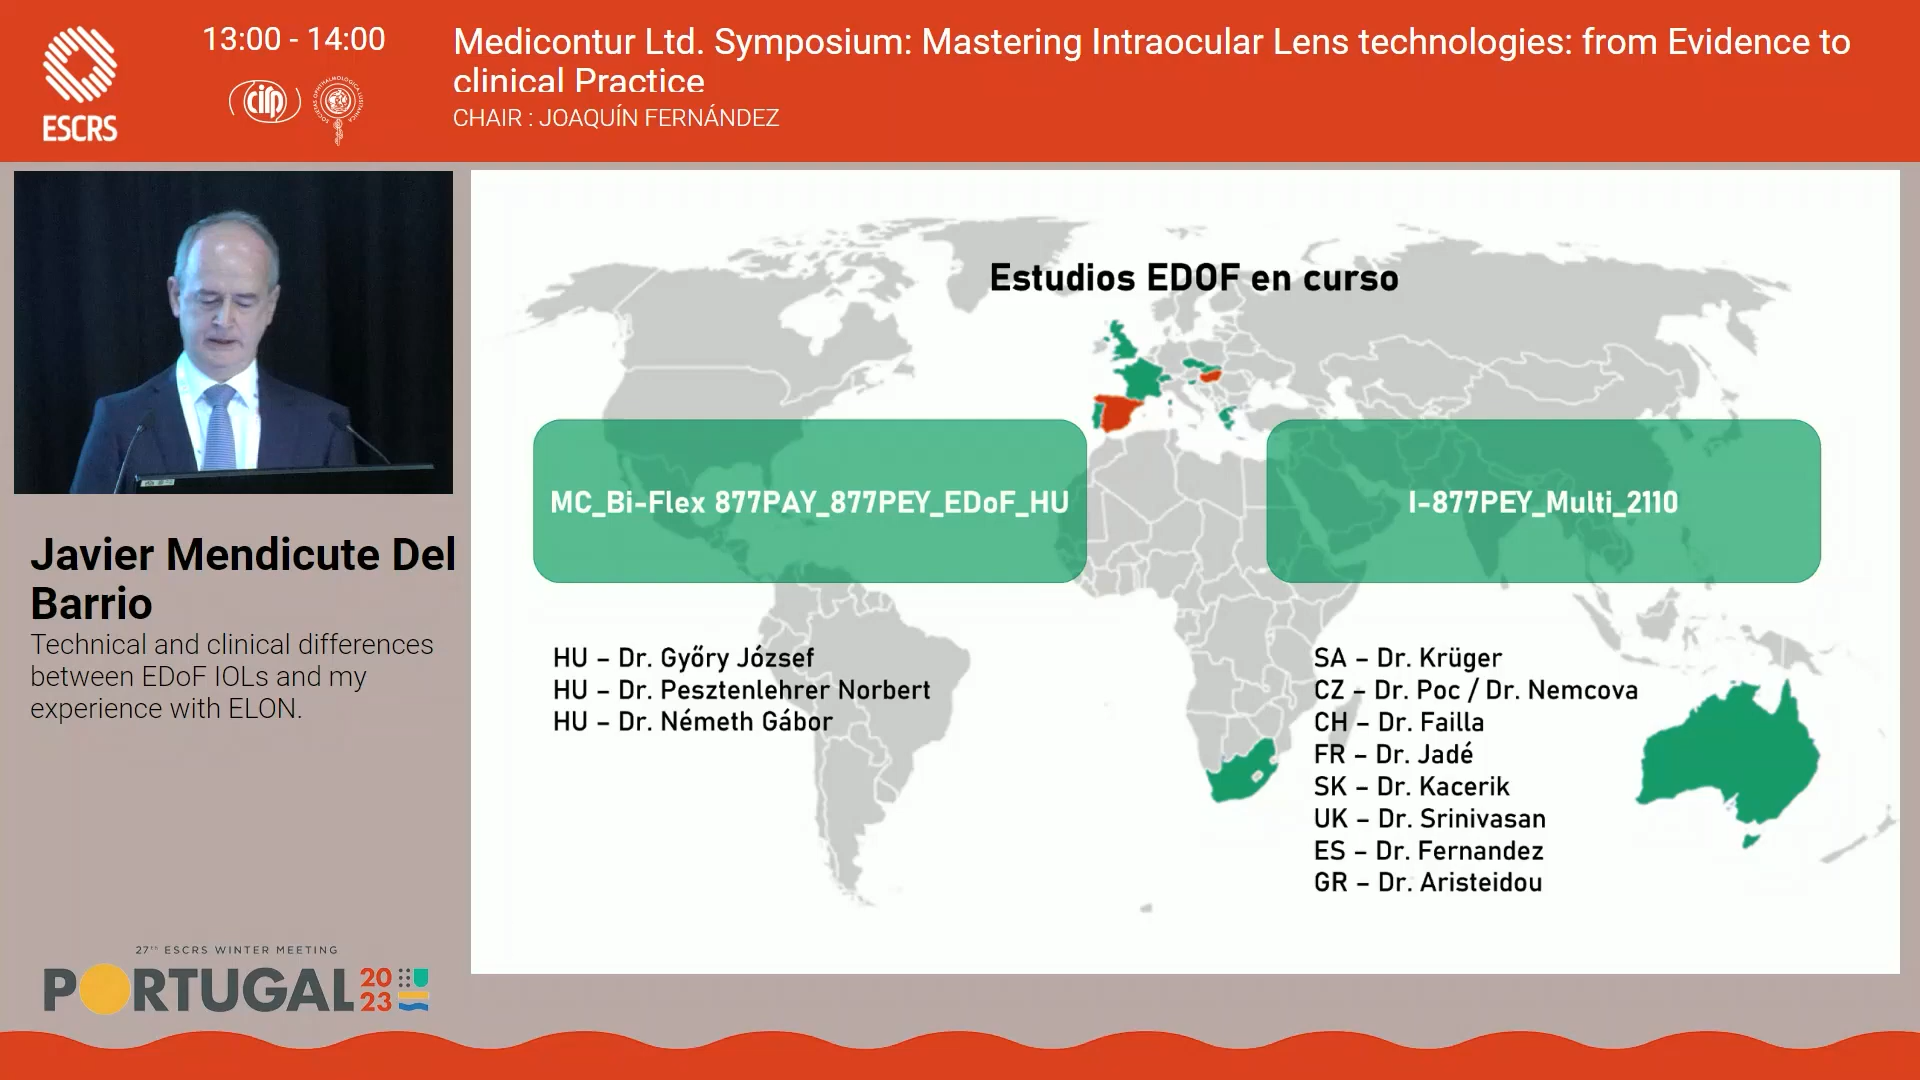 ESCRS
13:00 - 14:00
cirp
Medicontur Ltd. Symposium: Mastering Intraocular Lens technologies: from Evidence to
clinical Practice
CHAIR : JOAQUÍN FERNÁNDEZ
Javier Mendicute Del
Barrio
Technical and clinical differences
between EDoF IOLs and my
experience with ELON.
27TH ESCRS WINTER MEETING
PORTUGAL 2023
Estudios EDOF en curso
MC_Bi-Flex 877PAY_877PEY_EDoF_HU
HU – Dr. Győry József
HU – Dr. Pesztenlehrer Norbert
HU – Dr. Németh Gábor
I-877PEY_Multi_2110
SA – Dr. Krüger
CZ – Dr. Poc / Dr. Nemcova
CH – Dr. Failla
FR – Dr. Jadé
SK – Dr. Kacerik
UK – Dr. Srinivasan
ES – Dr. Fernandez
GR – Dr. Aristeidou